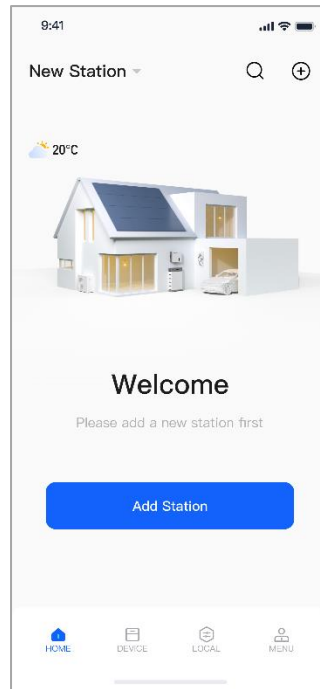 9:41
New Station
20°C
Welcome
Please add a new station first
Add Station
HOME
DEVICE
LOCAL
MENU